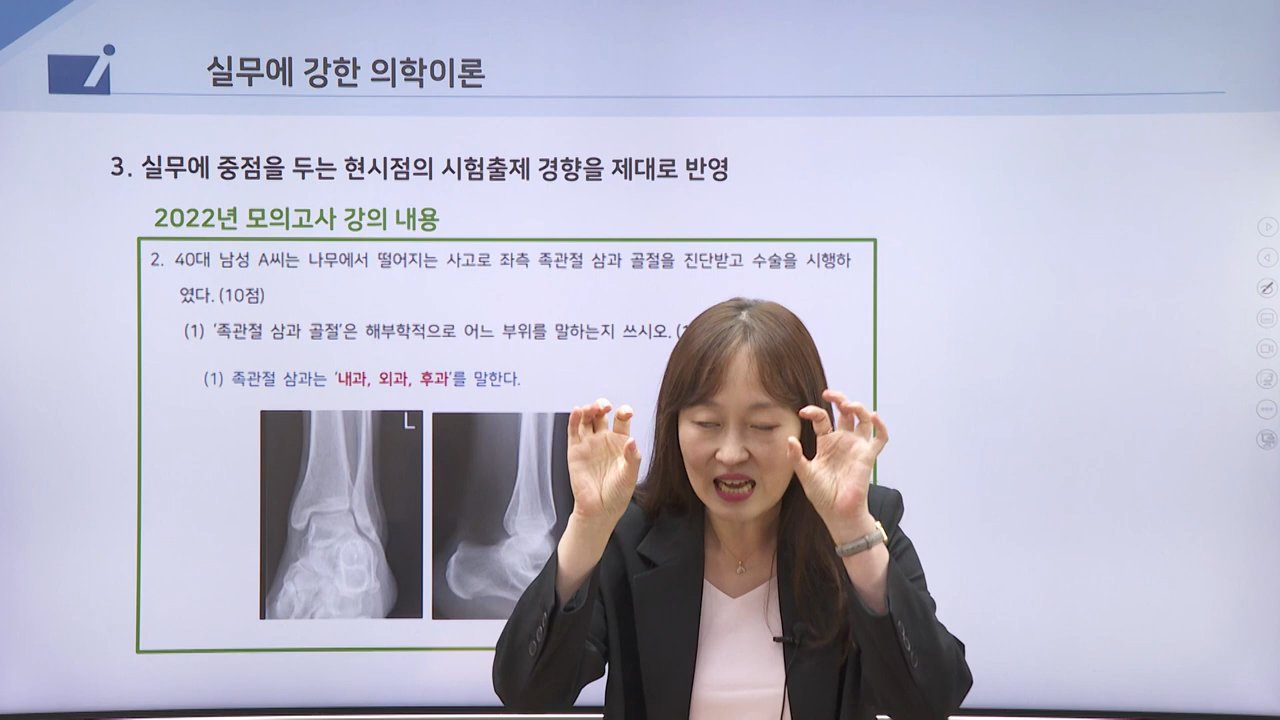 실무에 강한 의학이론
3. 실무에 중점을 두는 현시점의 시험출제 경향을 제대로 반영
2022년 모의고사 강의 내용
2. 40대 남성 A씨는 나무에서 떨어지는 사고로 좌측 족관절 삼과 골절을 진단받고 수술을 시행하
였다. (10점)
(1) '족관절 삼과 골절'은 해부학적으로 어느 부위를 말하는지 쓰시오.
(1) 족관절 삼과는 '내과, 외과, 후과'를 말한다.
L